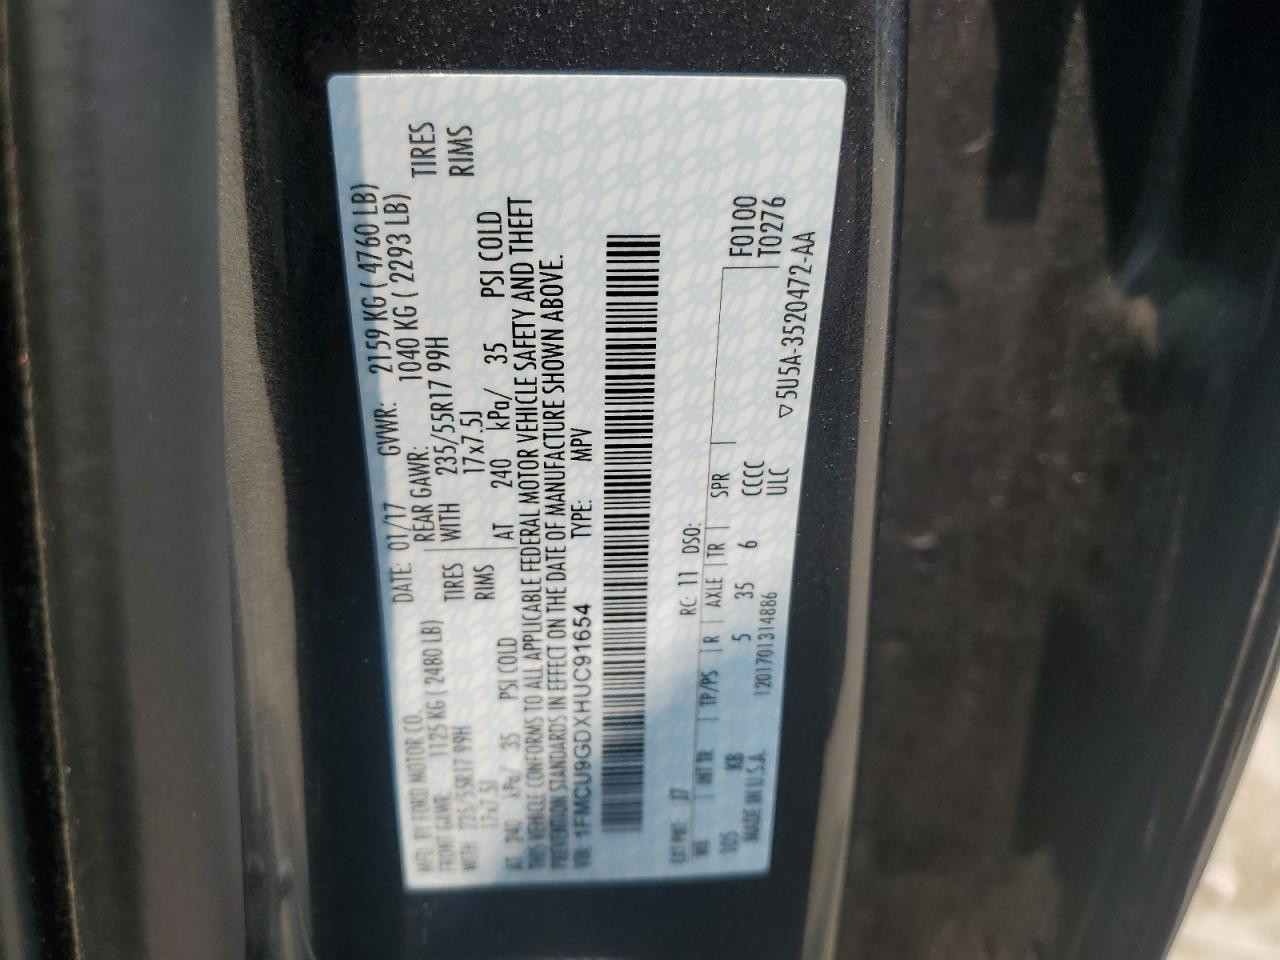 MFD. BY FORD MOTOR CO.
DATE: 01/17 GVWR: 2159 KG ( 4760 LB)
FRONT GAWR: 1125 KG ( 2480 LB) REAR GAWR: 1040 KG ( 2293 LB)
WITH 235/55R17 99H TIRES WITH 235/55R17 99H TIRES
17x7.5J RIMS 17x7.5J RIMS
AT 240 kPa/ 35 PSI COLD AT 240 kPa/ 35 PSI COLD
THIS VEHICLE CONFORMS TO ALL APPLICABLE FEDERAL MOTOR VEHICLE SAFETY AND THEFT
PREVENTION STANDARDS IN EFFECT ON THE DATE OF MANUFACTURE SHOWN ABOVE.
VIN: 1FMCU9GDXHUC91654 TYPE: MPV
EXT PNT: J7 RC: 11 DSO:
WB INT TR TP/PS R AXLE TR SPR F0100
105 KB 5 35 6 CCCC T0276
ULC
MADE IN U.S.A. 1201701314886 ▽5U5A-3520472-AA